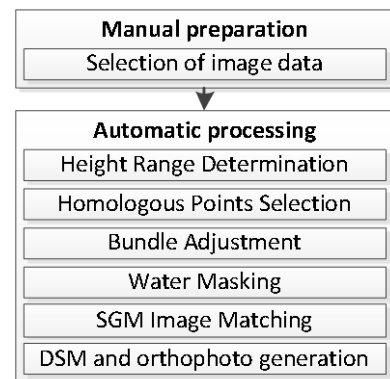 Manual preparation
Selection of image data
Automatic processing
Height Range Determination
Homologous Points Selection
Bundle Adjustment
Water Masking
SGM Image Matching
DSM and orthophoto generation